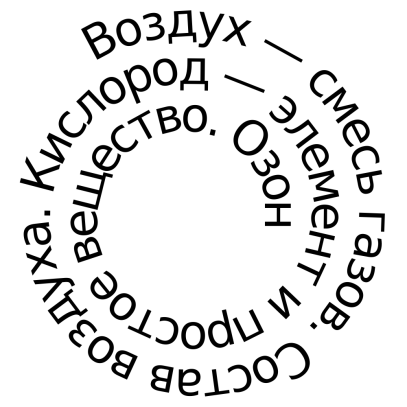 Воздух — смесь газов. Состав воздуха. Кислород — элемент и простое вещество. Озон